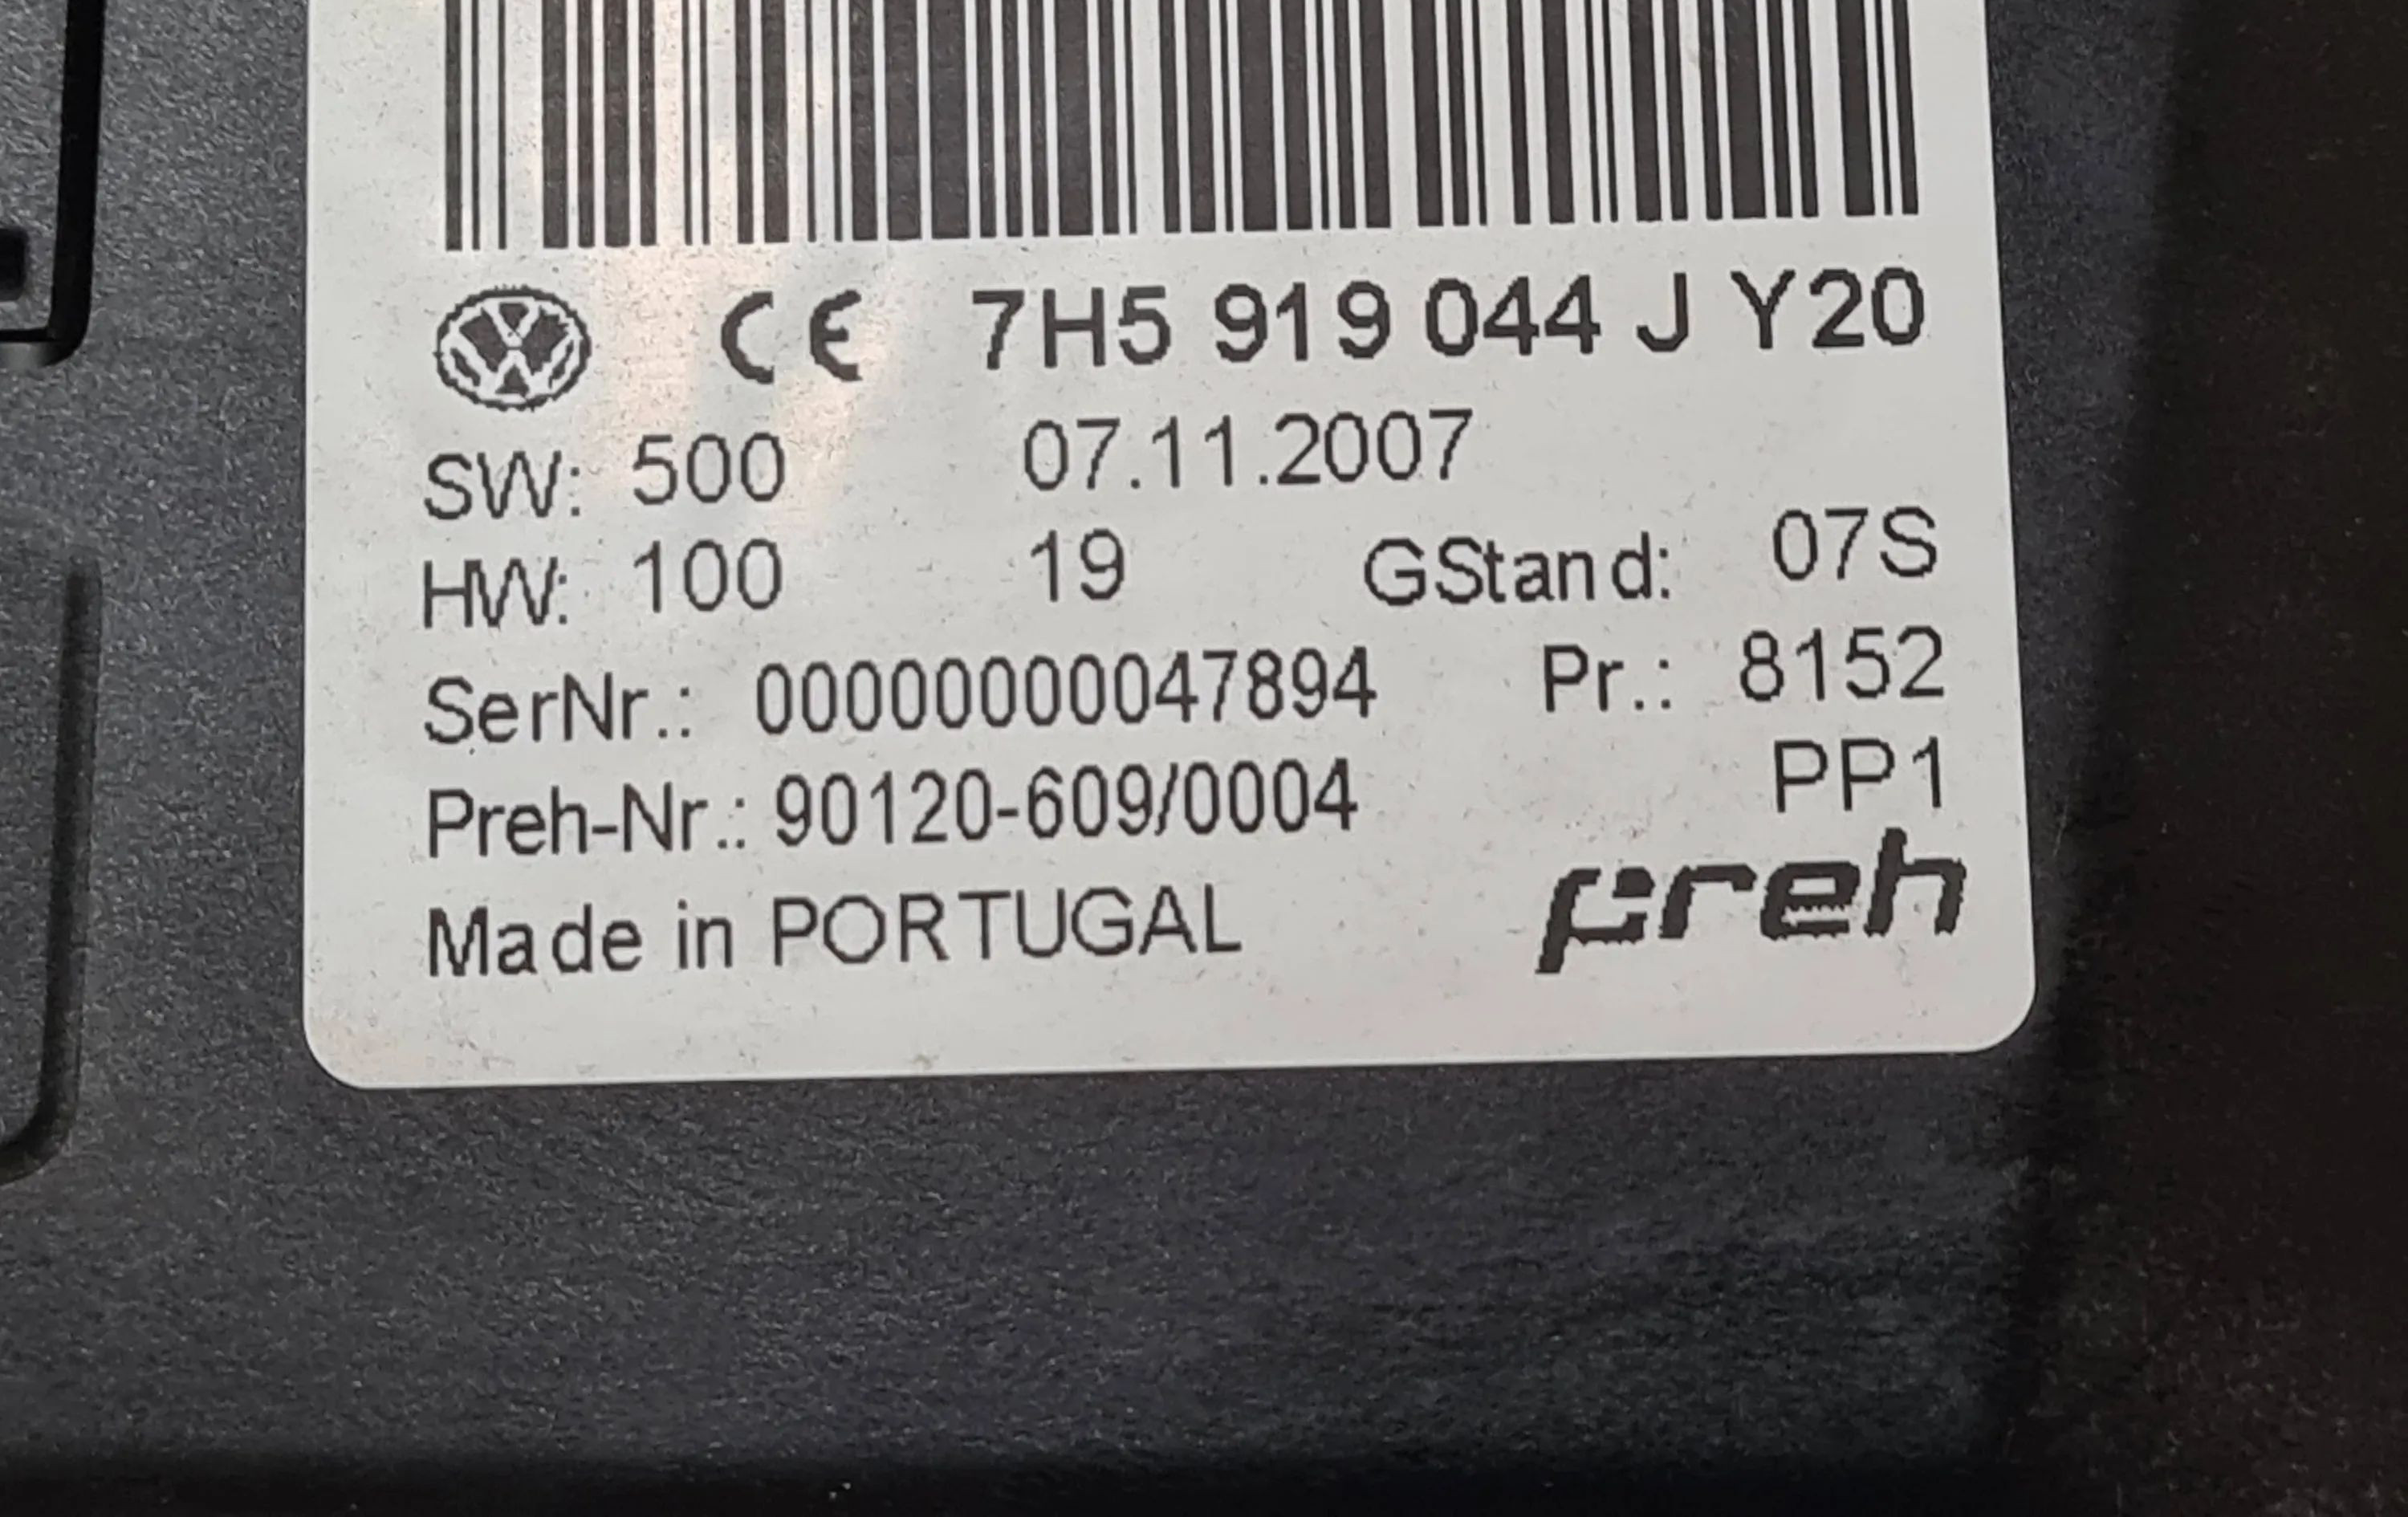 CE 7H5 919 044 J Y20
SW: 500 07.11.2007
HW: 100 19 GStand: 07S
SerNr.: 00000000047894 Pr.: 8152
Preh-Nr.: 90120-609/0004 PP1
Made in PORTUGAL preh